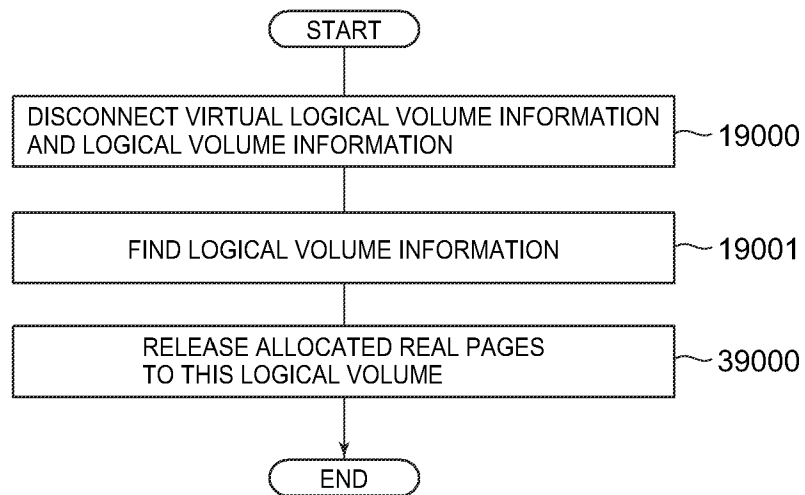 START
DISCONNECT VIRTUAL LOGICAL VOLUME INFORMATION
AND LOGICAL VOLUME INFORMATION
19000
FIND LOGICAL VOLUME INFORMATION
19001
RELEASE ALLOCATED REAL PAGES
TO THIS LOGICAL VOLUME
39000
END